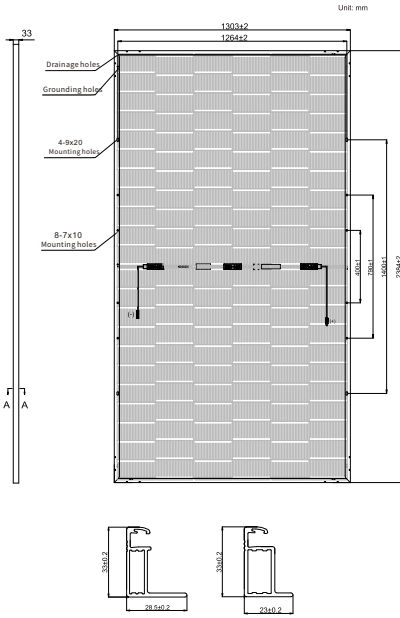 Unit: mm
33
1303±2
1264±2
Drainage holes
Grounding holes
4-9x20
Mounting holes
8-7x10
Mounting holes
400±1
790±1
1400±1
2384±2
(-)
(+)
A
A
33±0.2
28.5±0.2
33±0.2
23±0.2